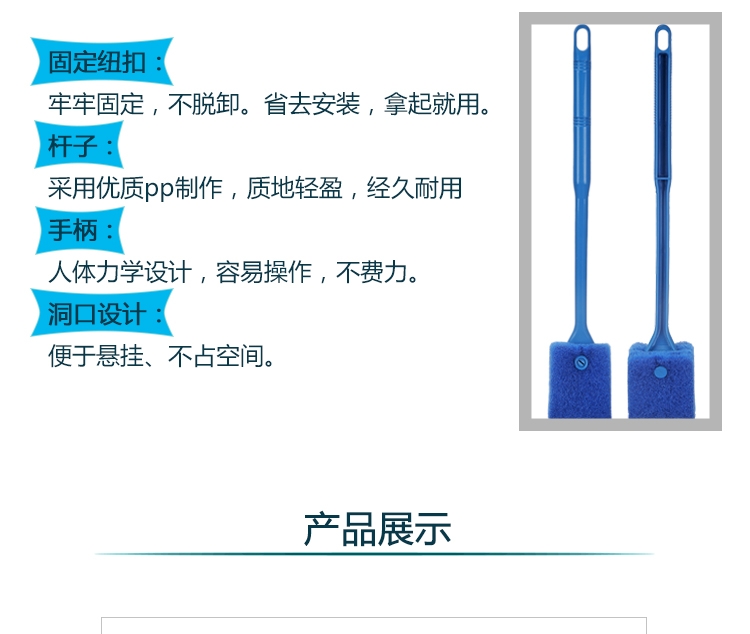 固定纽扣：
牢牢固定，不脱卸。省去安装，拿起就用。
杆子：
采用优质pp制作，质地轻盈，经久耐用
手柄：
人体力学设计，容易操作，不费力。
洞口设计：
便于悬挂、不占空间。
产品展示